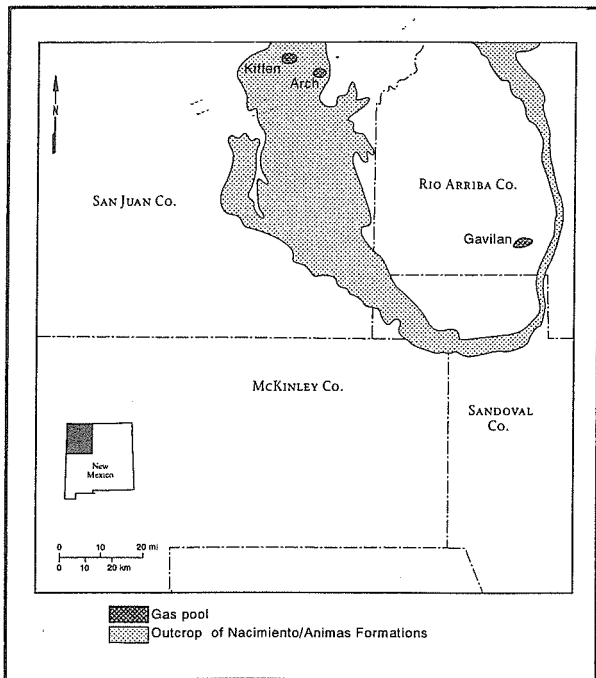 Kiffen
Arch
N
SAN JUAN CO.
RIO ARRIBA CO.
Gavilan
MCKINLEY CO.
SANDOVAL
CO.
New
Mexico
0 10 20 mi
0 10 20 km
Gas pool
Outcrop of Nacimiento/Animas Formations